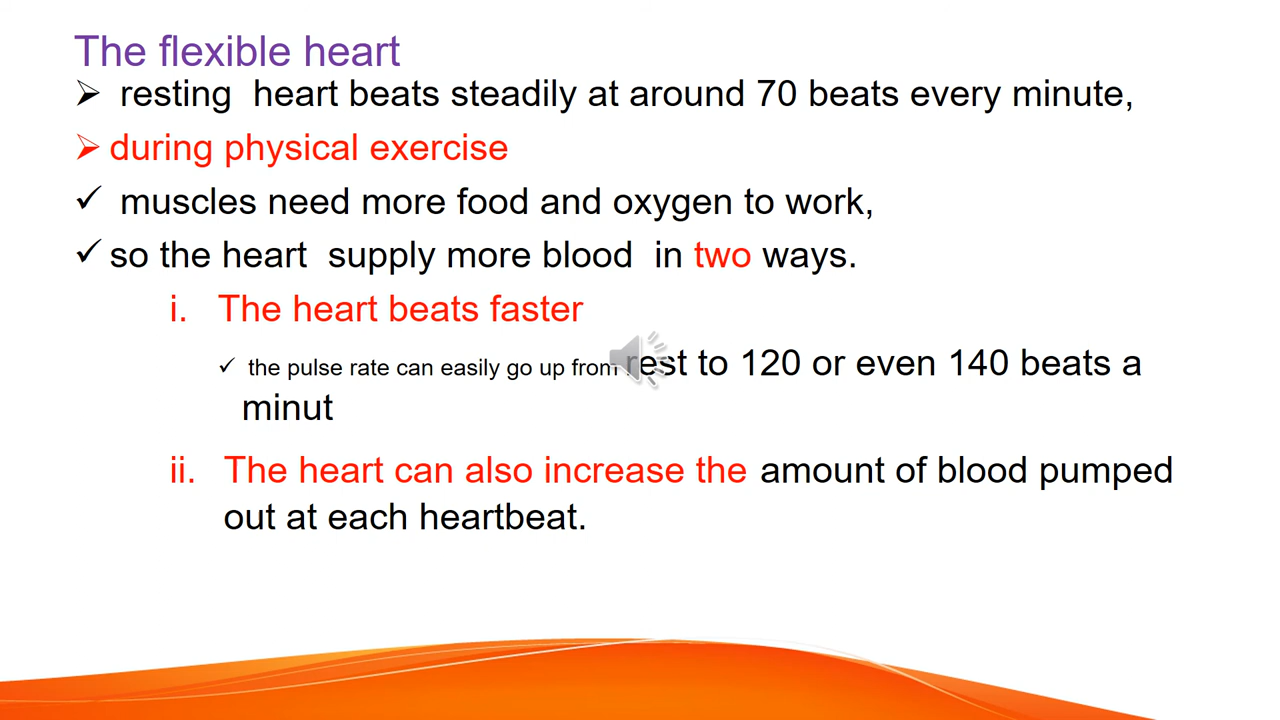 The flexible heart
➢ resting heart beats steadily at around 70 beats every minute,
➢ during physical exercise
✓ muscles need more food and oxygen to work,
✓ so the heart supply more blood in two ways.
i. The heart beats faster
✓ the pulse rate can easily go up from rest to 120 or even 140 beats a
minut
ii. The heart can also increase the amount of blood pumped
out at each heartbeat.